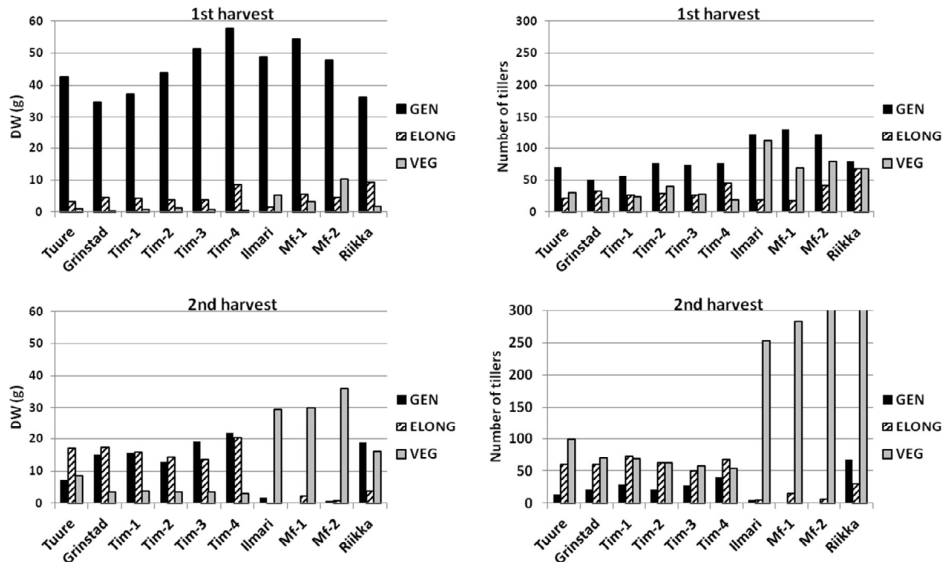 1st harvest
60
50
40
30
20
10
0
DW (g)
GEN
ELONG
VEG
Tuure
Grinstad
Tim-1
Tim-2
Tim-3
Tim-4
Ilmari
Mf-1
Mf-2
Riikka
1st harvest
300
250
200
150
100
50
0
Number of tillers
GEN
ELONG
VEG
Tuure
Grinstad
Tim-1
Tim-2
Tim-3
Tim-4
Ilmari
Mf-1
Mf-2
Riikka
2nd harvest
60
50
40
30
20
10
0
DW (g)
GEN
ELONG
VEG
Tuure
Grinstad
Tim-1
Tim-2
Tim-3
Tim-4
Ilmari
Mf-1
Mf-2
Riikka
2nd harvest
300
250
200
150
100
50
0
Number of tillers
GEN
ELONG
VEG
Tuure
Grinstad
Tim-1
Tim-2
Tim-3
Tim-4
Ilmari
Mf-1
Mf-2
Riikka